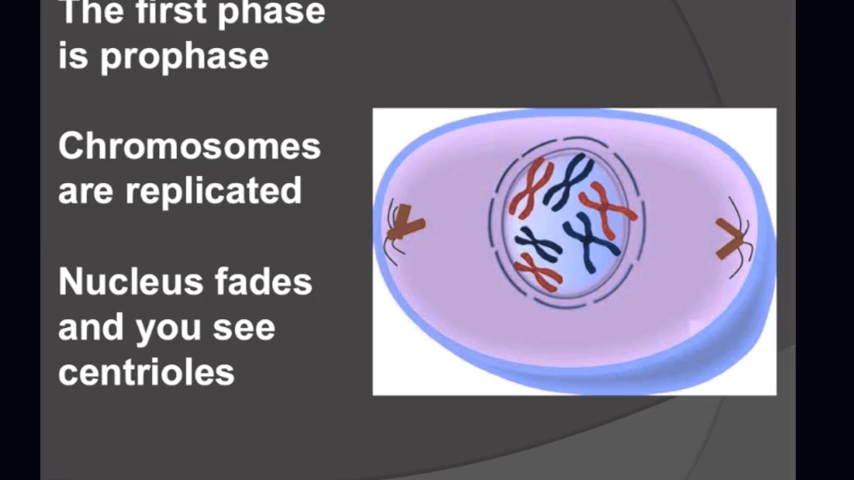 The first phase
is prophase
Chromosomes
are replicated
Nucleus fades
and you see
centrioles